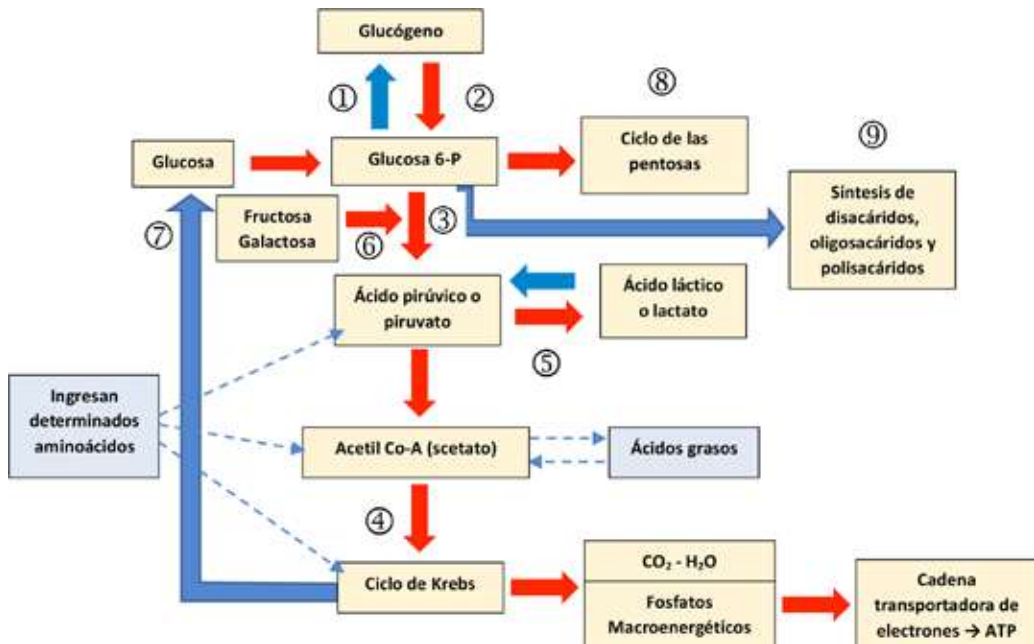 Glucógeno
①
②
⑧
Glucosa
Glucosa 6-P
Ciclo de las
pentosas
⑨
Síntesis de
disacáridos,
oligosacáridos y
polisacáridos
⑦
Fructosa
Galactosa
⑥
③
Ácido pirúvico o
piruvato
Ácido láctico
o lactato
⑤
Ingresan
determinados
aminoácidos
Acetil Co-A (scetato)
Ácidos grasos
④
Ciclo de Krebs
CO₂ - H₂O
Fosfatos
Macroenergéticos
Cadena
transportadora de
electrones → ATP